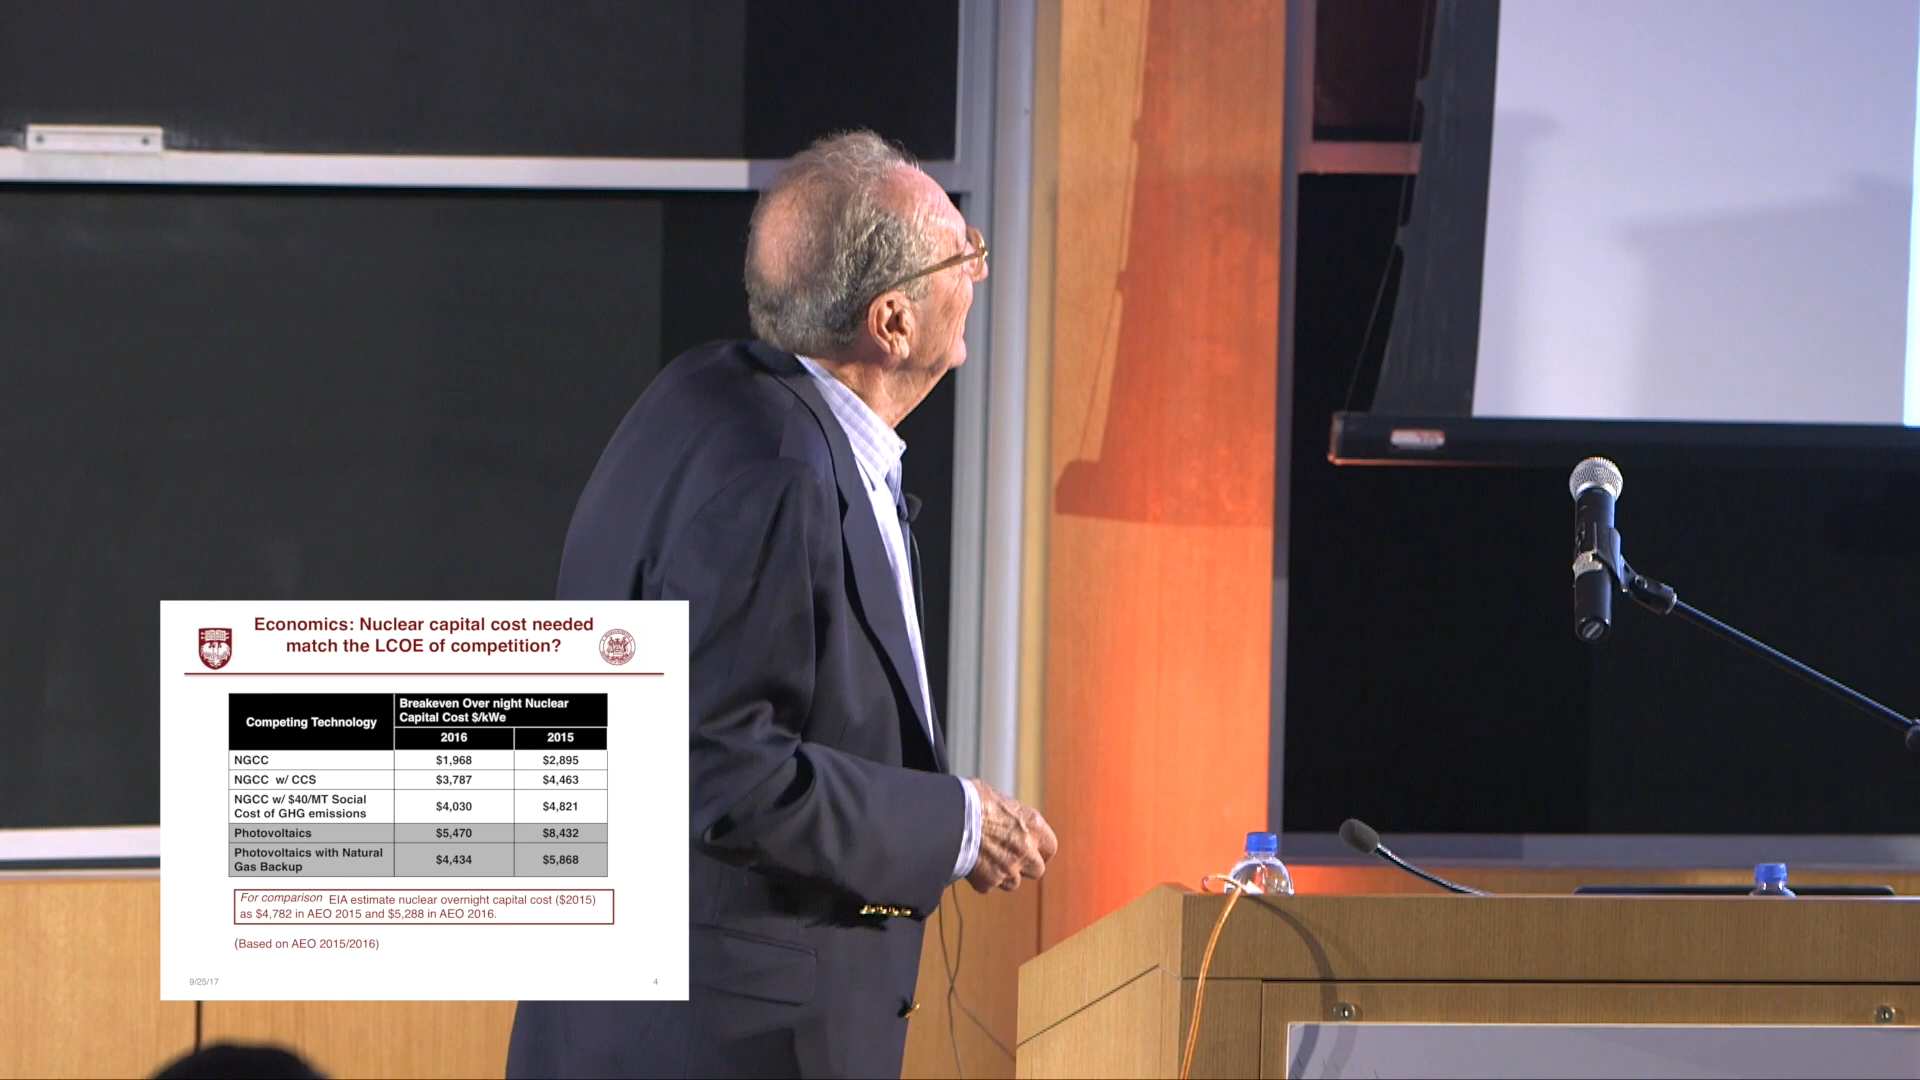 Economics: Nuclear capital cost needed
match the LCOE of competition?
Competing Technology
Breakeven Over night Nuclear
Capital Cost $/kWe
2016 2015
NGCC $1,968 $2,895
NGCC w/ CCS $3,787 $4,463
NGCC w/ $40/MT Social
Cost of GHG emissions
$4,030 $4,821
Photovoltaics $5,470 $8,432
Photovoltaics with Natural
Gas Backup
$4,434 $5,868
For comparison EIA estimate nuclear overnight capital cost ($2015)
as $4,782 in AEO 2015 and $5,288 in AEO 2016.
(Based on AEO 2015/2016)
9/25/17 4